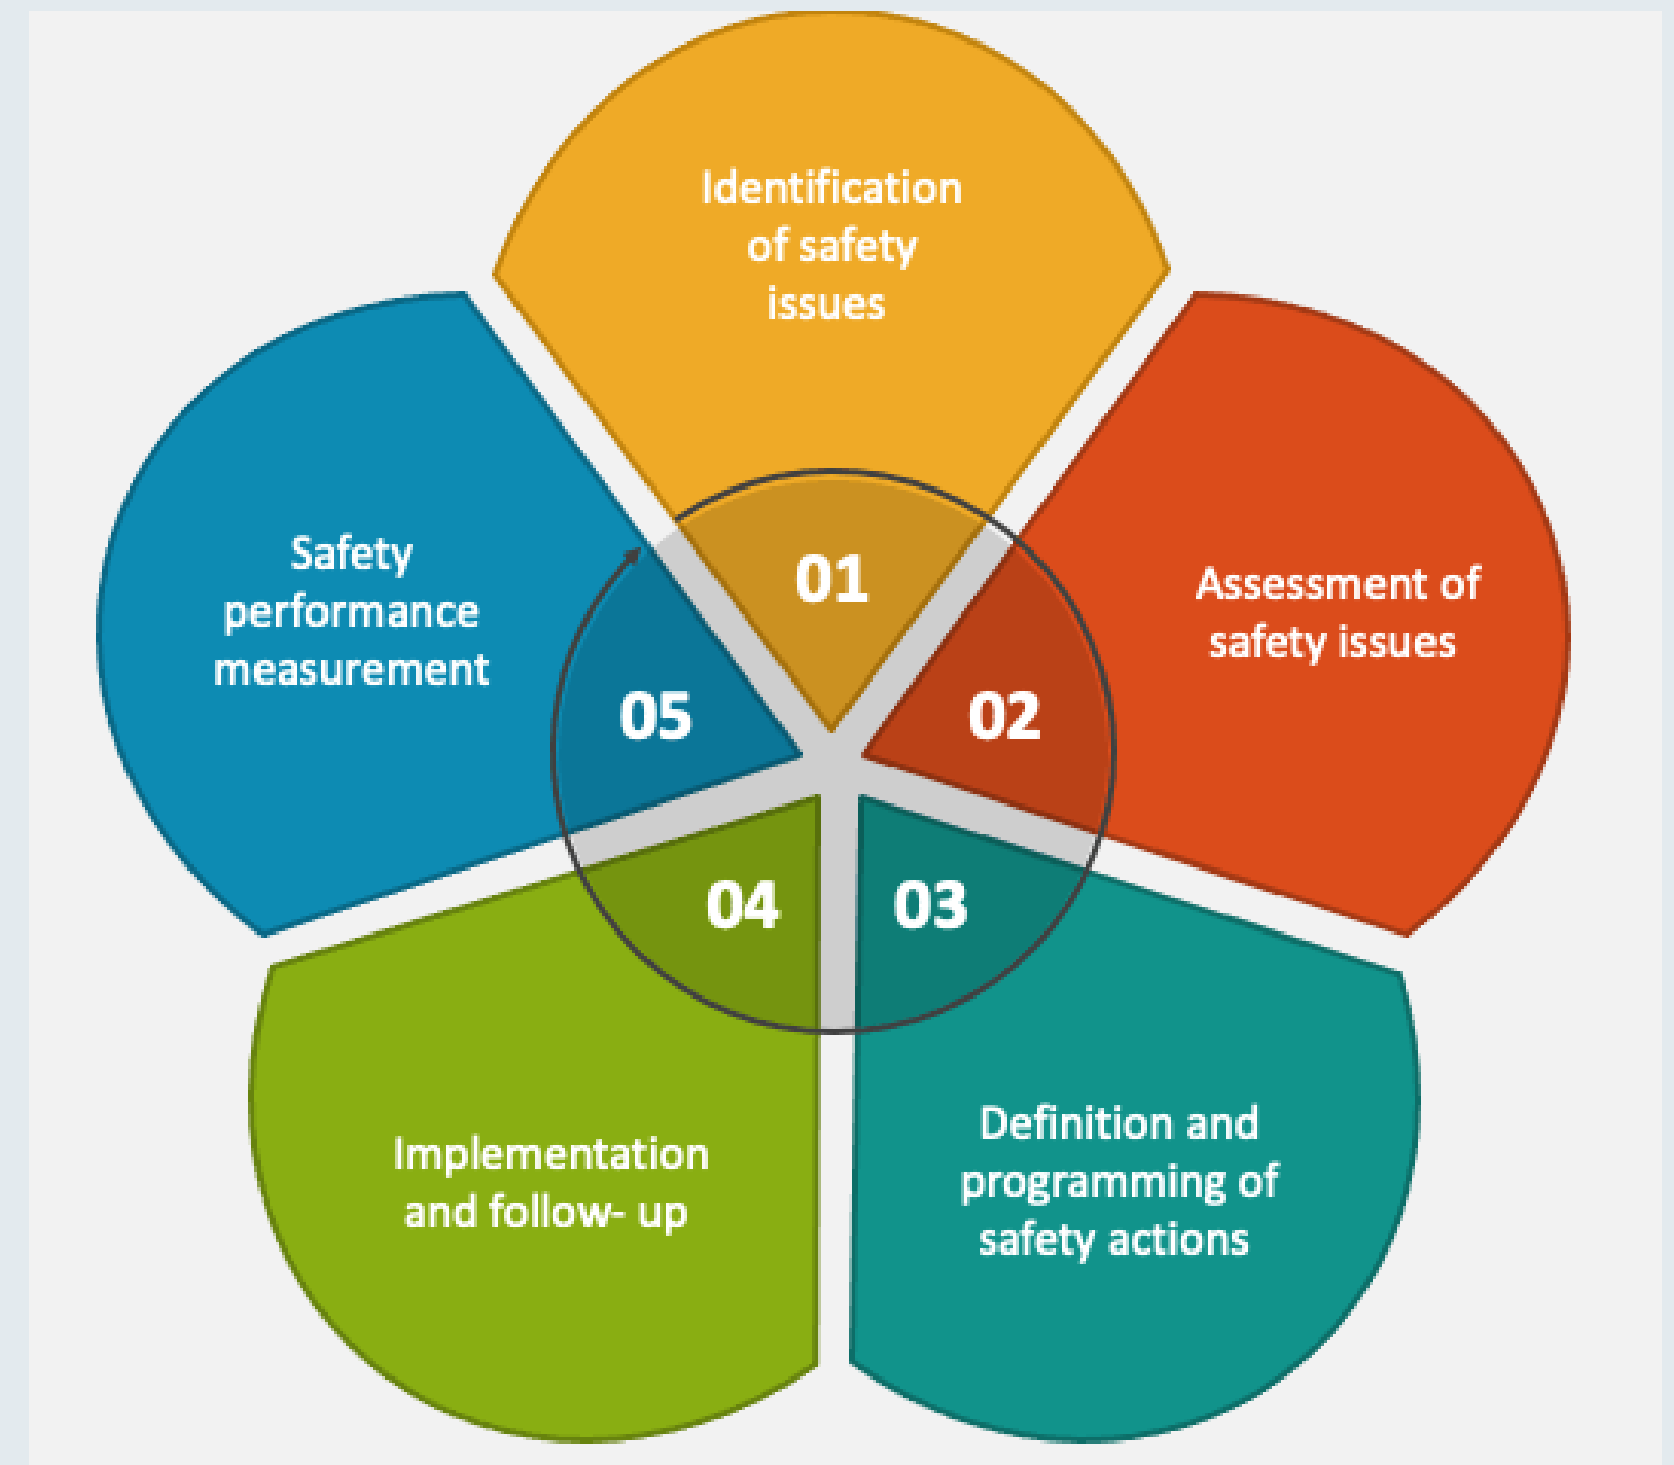 Identification
of safety
issues
01
Assessment of
safety issues
02
Definition and
programming of
safety actions
03
Implementation
and follow- up
04
Safety
performance
measurement
05